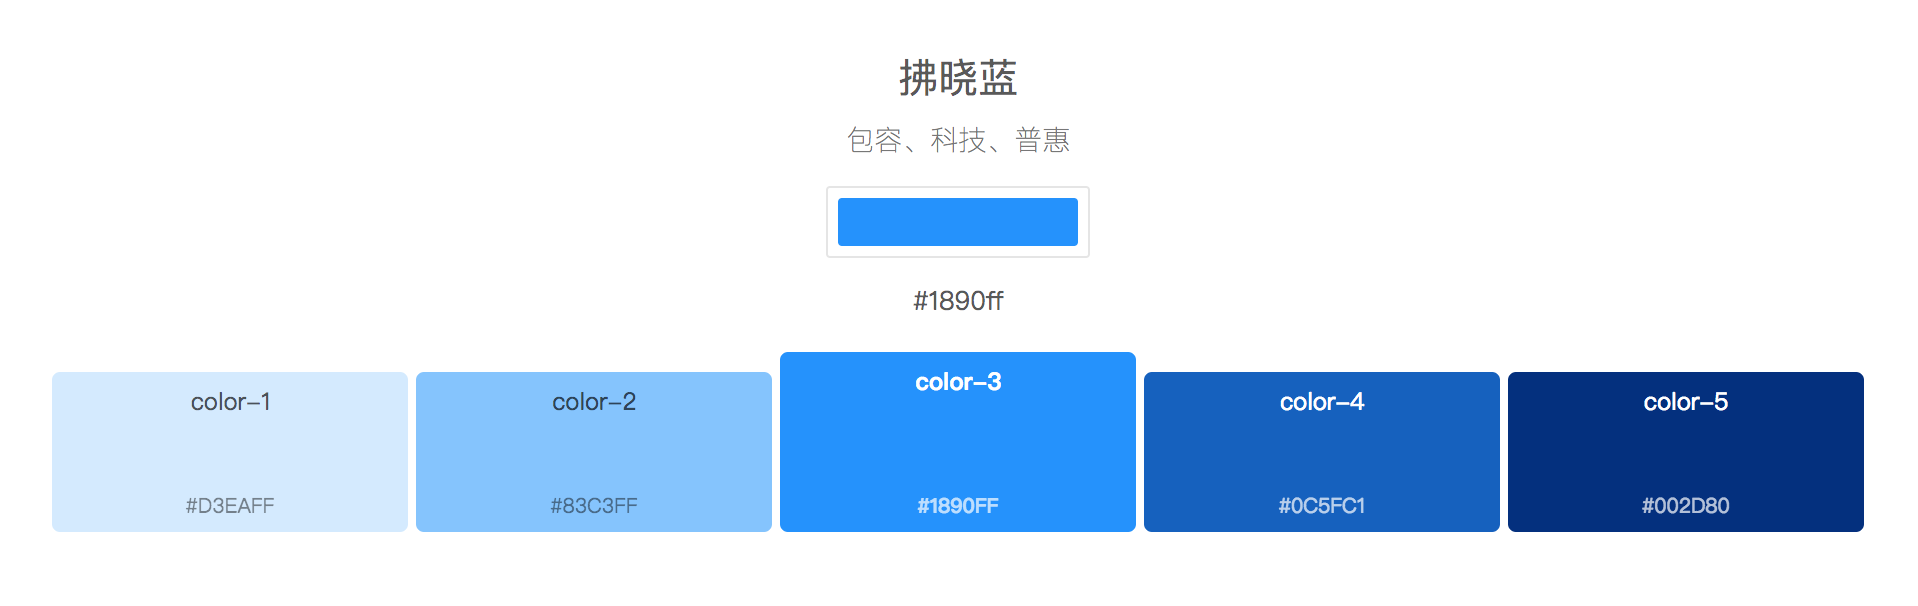 拂晓蓝
包容、科技、普惠
#1890ff
color-1
#D3EAFF
color-2
#83C3FF
color-3
#1890FF
color-4
#0C5FC1
color-5
#002D80